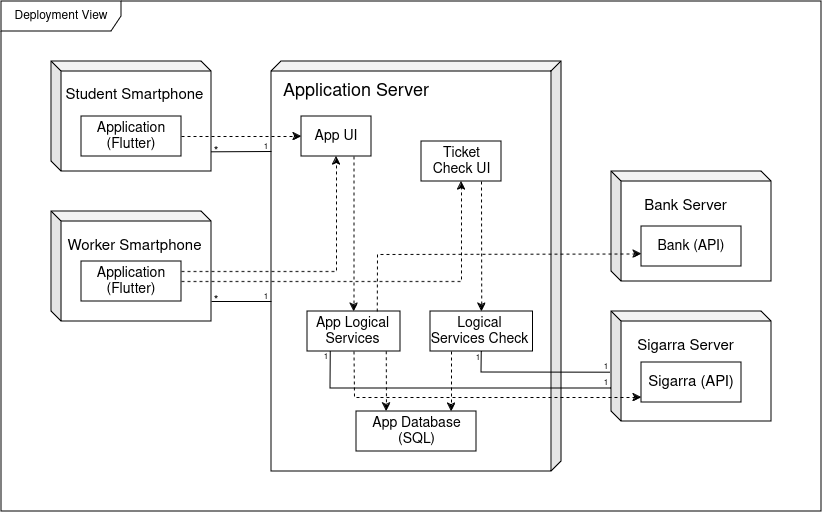 Deployment View
Student Smartphone
Application
(Flutter)
*
1
Application Server
App UI
Ticket
Check UI
Worker Smartphone
Application
(Flutter)
*
1
Bank Server
Bank (API)
App Logical
Services
1
Logical
Services Check
1
1
1
Sigarra Server
Sigarra (API)
App Database
(SQL)